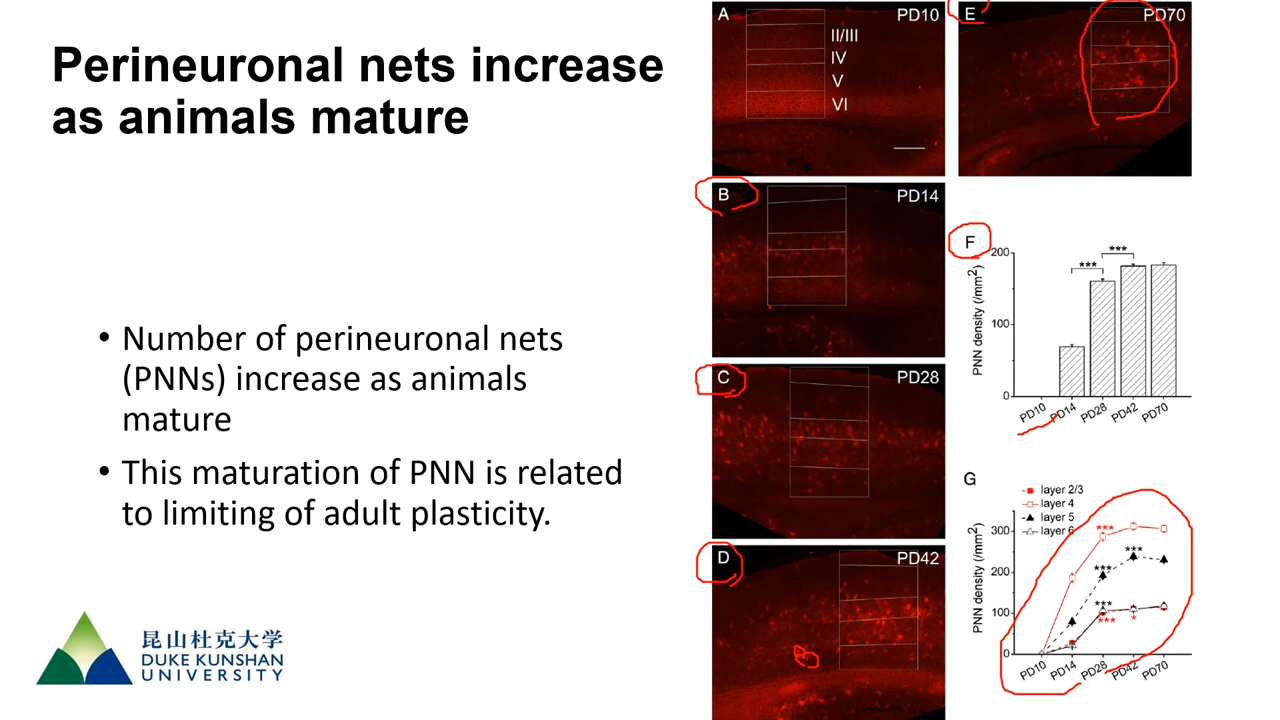 Perineuronal nets increase
as animals mature
• Number of perineuronal nets
(PNNs) increase as animals
mature
• This maturation of PNN is related
to limiting of adult plasticity.
昆山杜克大学
DUKE KUNSHAN
UNIVERSITY
A
PD10
II/III
IV
V
VI
B
PD14
C
PD28
D
PD42
E
PD70
F
PNN density (/mm²)
200
100
0
***
***
PD10
PD14
PD28
PD42
PD70
G
layer 2/3
layer 4
layer 5
layer 6
PNN density (/mm²)
300
200
100
0
***
***
***
***
***
*
PD10
PD14
PD28
PD42
PD70